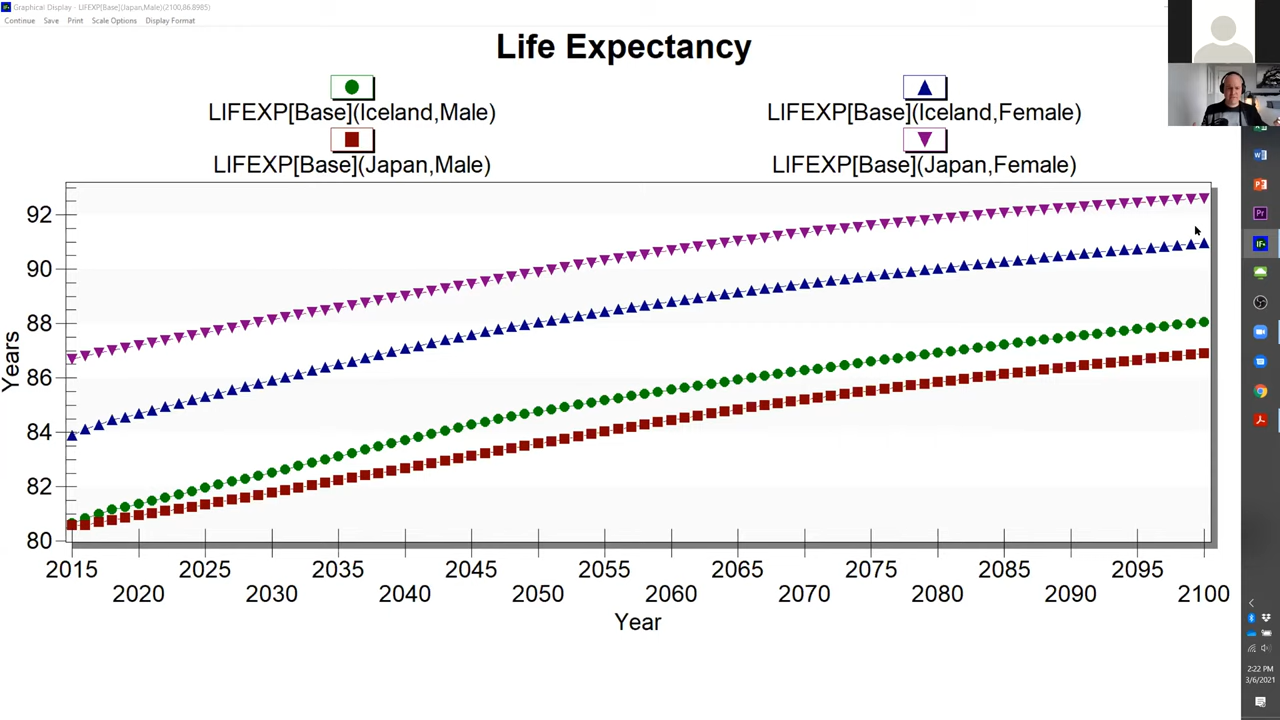 Graphical Display - LIFEXP[Base](Japan,Male)(2100,86.8985)
Continue Save Print Scale Options Display Format
Life Expectancy
LIFEXP[Base](Iceland,Male)
LIFEXP[Base](Iceland,Female)
LIFEXP[Base](Japan,Male)
LIFEXP[Base](Japan,Female)
Years
92
90
88
86
84
82
80
2015 2025 2035 2045 2055 2065 2075 2085 2095
2020 2030 2040 2050 2060 2070 2080 2090 2100
Year
IF
W
P
Pr
IF
2:22 PM
3/6/2021